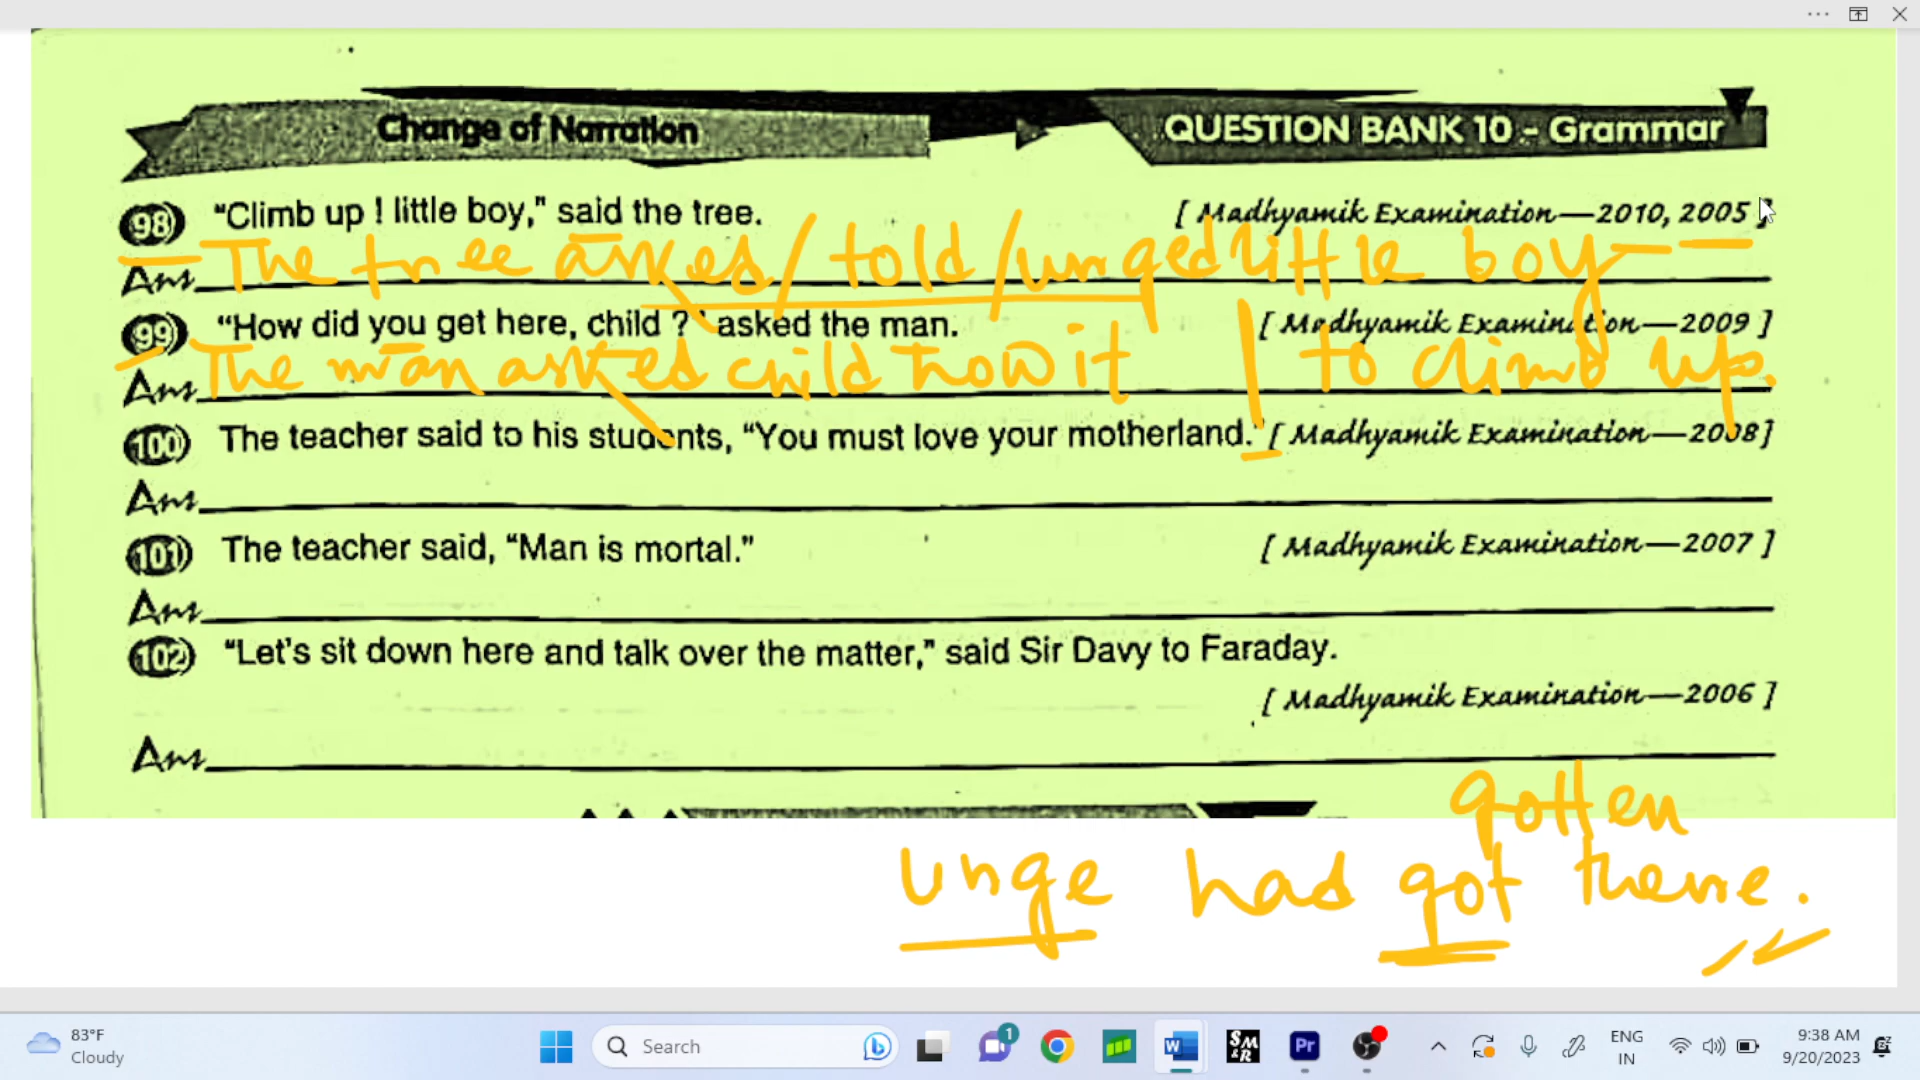 Change of Narration QUESTION BANK 10 - Grammar
98 “Climb up ! little boy,” said the tree. [ Madhyamik Examination—2010, 2005 ]
The tree asked/told/urged little boy
Ans
99 “How did you get here, child ?” asked the man. [ Madhyamik Examination—2009 ]
The man asked child how it to climb up.
Ans
100 The teacher said to his students, “You must love your motherland.” [ Madhyamik Examination—2008]
Ans
101 The teacher said, “Man is mortal.” [ Madhyamik Examination—2007 ]
Ans
102 “Let’s sit down here and talk over the matter,” said Sir Davy to Faraday.
[ Madhyamik Examination—2006 ]
Ans
gotten
urge had got there.
83°F
Cloudy
Search
1
SM
&R
Pr
ENG
IN
9:38 AM
9/20/2023